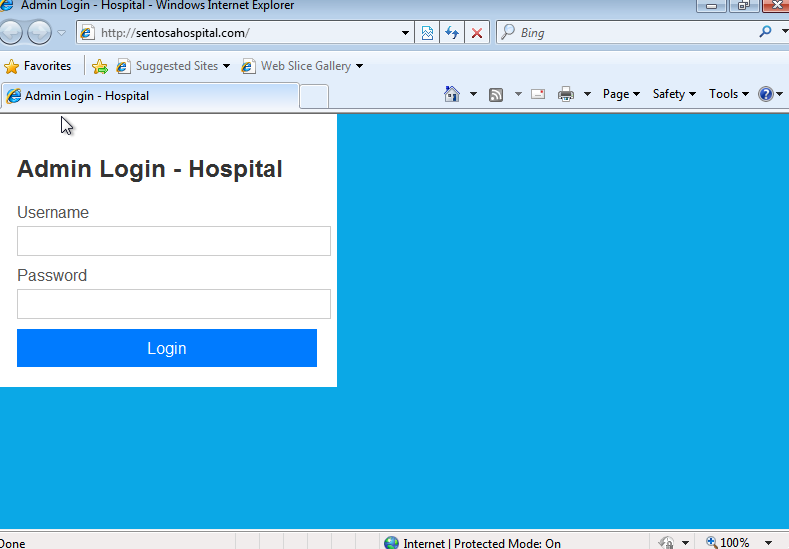 Admin Login - Hospital - Windows Internet Explorer
http://sentosahospital.com/
Bing
Favorites Suggested Sites Web Slice Gallery
Admin Login - Hospital Page Safety Tools
Admin Login - Hospital
Username
Password
Login
Done Internet | Protected Mode: On 100%